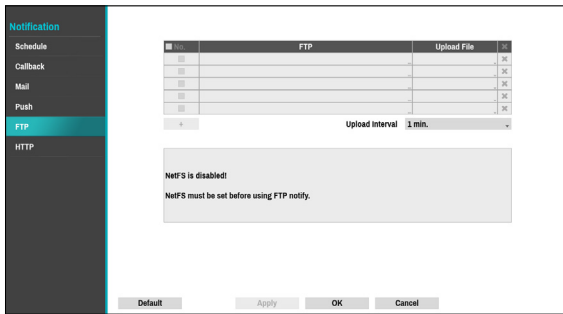 Notification
Schedule
Callback
Mail
Push
FTP
HTTP
No. FTP Upload File
+ Upload Interval 1 min.
NetFS is disabled!
NetFS must be set before using FTP notify.
Default Apply OK Cancel